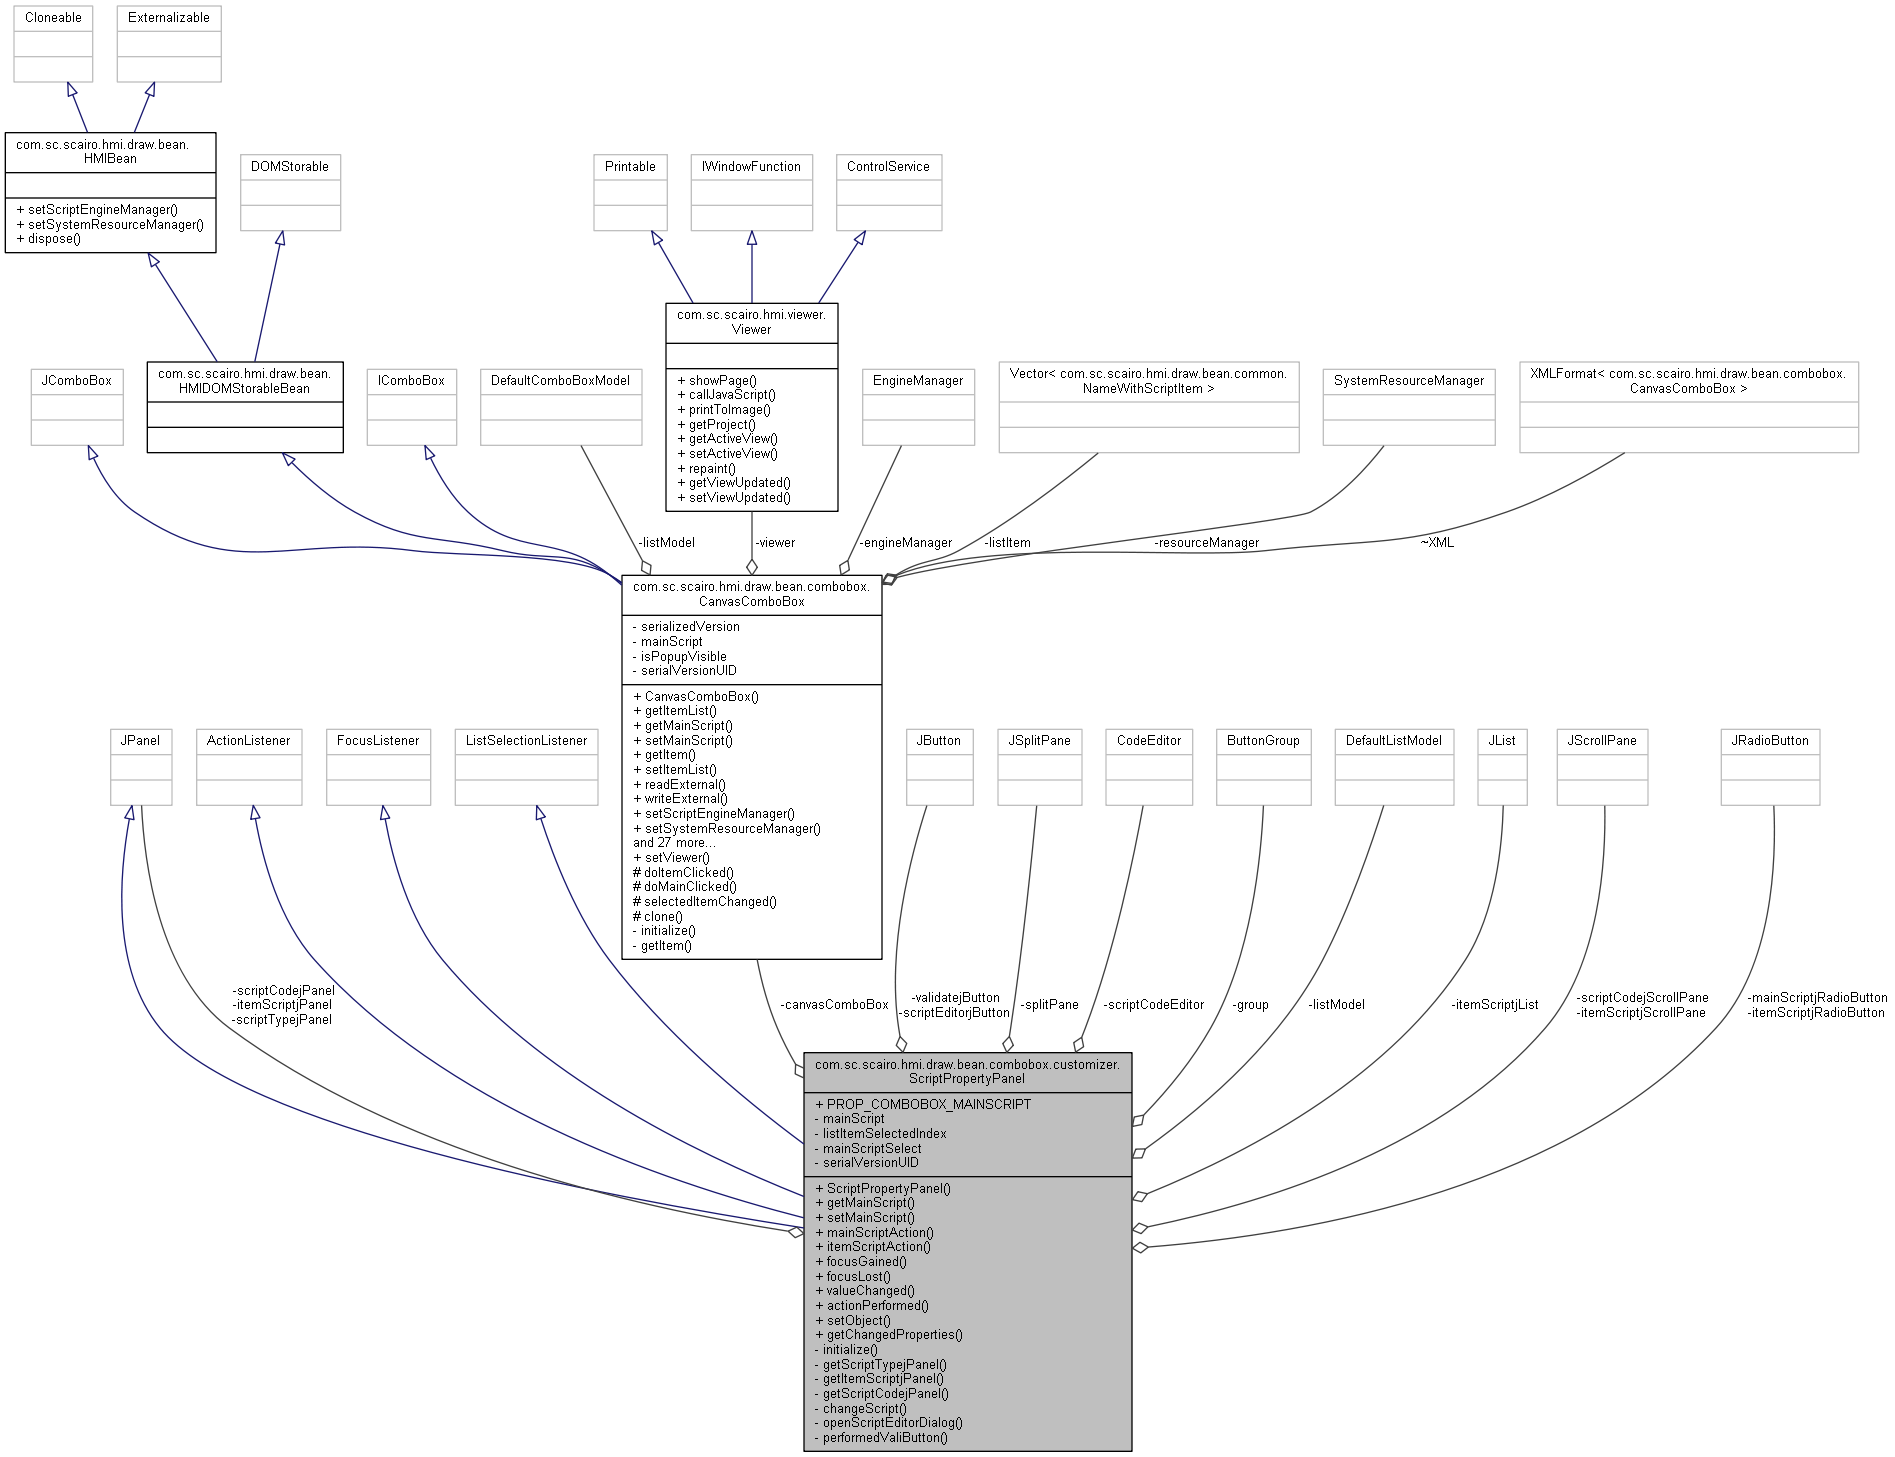 Cloneable
Externalizable
com.sc.scairo.hmi.draw.bean.
HMIBean
+ setScriptEngineManager()
+ setSystemResourceManager()
+ dispose()
DOMStorable
Printable
IWindowFunction
ControlService
com.sc.scairo.hmi.viewer.
Viewer
+ showPage()
+ callJavaScript()
+ printToImage()
+ getProject()
+ getActiveView()
+ setActiveView()
+ repaint()
+ getViewUpdated()
+ setViewUpdated()
JComboBox
com.sc.scairo.hmi.draw.bean.
HMIDOMStorableBean
IComboBox
DefaultComboBoxModel
EngineManager
Vector< com.sc.scairo.hmi.draw.bean.common.
NameWithScriptItem >
SystemResourceManager
XMLFormat< com.sc.scairo.hmi.draw.bean.combobox.
CanvasComboBox >
-listModel
-viewer
-engineManager
-listItem
-resourceManager
~XML
com.sc.scairo.hmi.draw.bean.combobox.
CanvasComboBox
- serializedVersion
- mainScript
- isPopupVisible
- serialVersionUID
+ CanvasComboBox()
+ getItemList()
+ getMainScript()
+ setMainScript()
+ getItem()
+ setItemList()
+ readExternal()
+ writeExternal()
+ setScriptEngineManager()
+ setSystemResourceManager()
and 27 more...
+ setViewer()
# doItemClicked()
# doMainClicked()
# selectedItemChanged()
# clone()
- initialize()
- getItem()
JPanel
ActionListener
FocusListener
ListSelectionListener
JButton
JSplitPane
CodeEditor
ButtonGroup
DefaultListModel
JList
JScrollPane
JRadioButton
-scriptCodejPanel
-itemScriptjPanel
-scriptTypejPanel
-canvasComboBox
-validatejButton
-scriptEditorjButton
-splitPane
-scriptCodeEditor
-group
-listModel
-itemScriptjList
-scriptCodejScrollPane
-itemScriptjScrollPane
-mainScriptjRadioButton
-itemScriptjRadioButton
com.sc.scairo.hmi.draw.bean.combobox.customizer.
ScriptPropertyPanel
+ PROP_COMBOBOX_MAINSCRIPT
- mainScript
- listItemSelectedIndex
- mainScriptSelect
- serialVersionUID
+ ScriptPropertyPanel()
+ getMainScript()
+ setMainScript()
+ mainScriptAction()
+ itemScriptAction()
+ focusGained()
+ focusLost()
+ valueChanged()
+ actionPerformed()
+ setObject()
+ getChangedProperties()
- initialize()
- getScriptTypejPanel()
- getItemScriptjPanel()
- getScriptCodejPanel()
- changeScript()
- openScriptEditorDialog()
- performedValiButton()